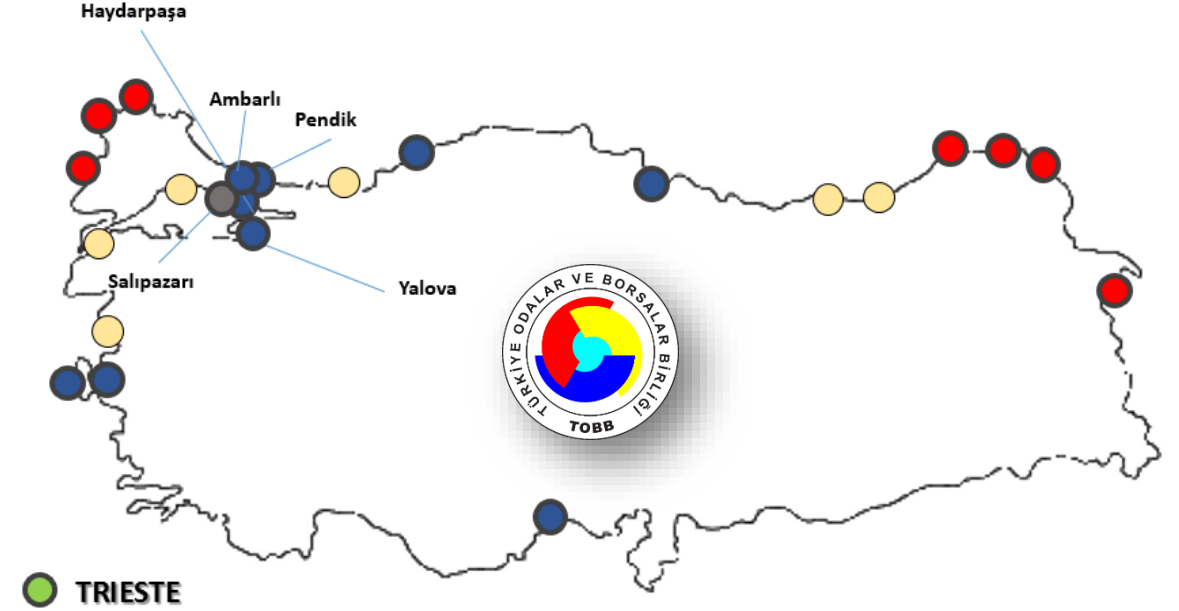 Haydarpaşa
Ambarlı
Pendik
Salıpazarı
Yalova
TÜRKİYE ODALAR VE BORSALAR BİRLİĞİ
TOBB
TRIESTE